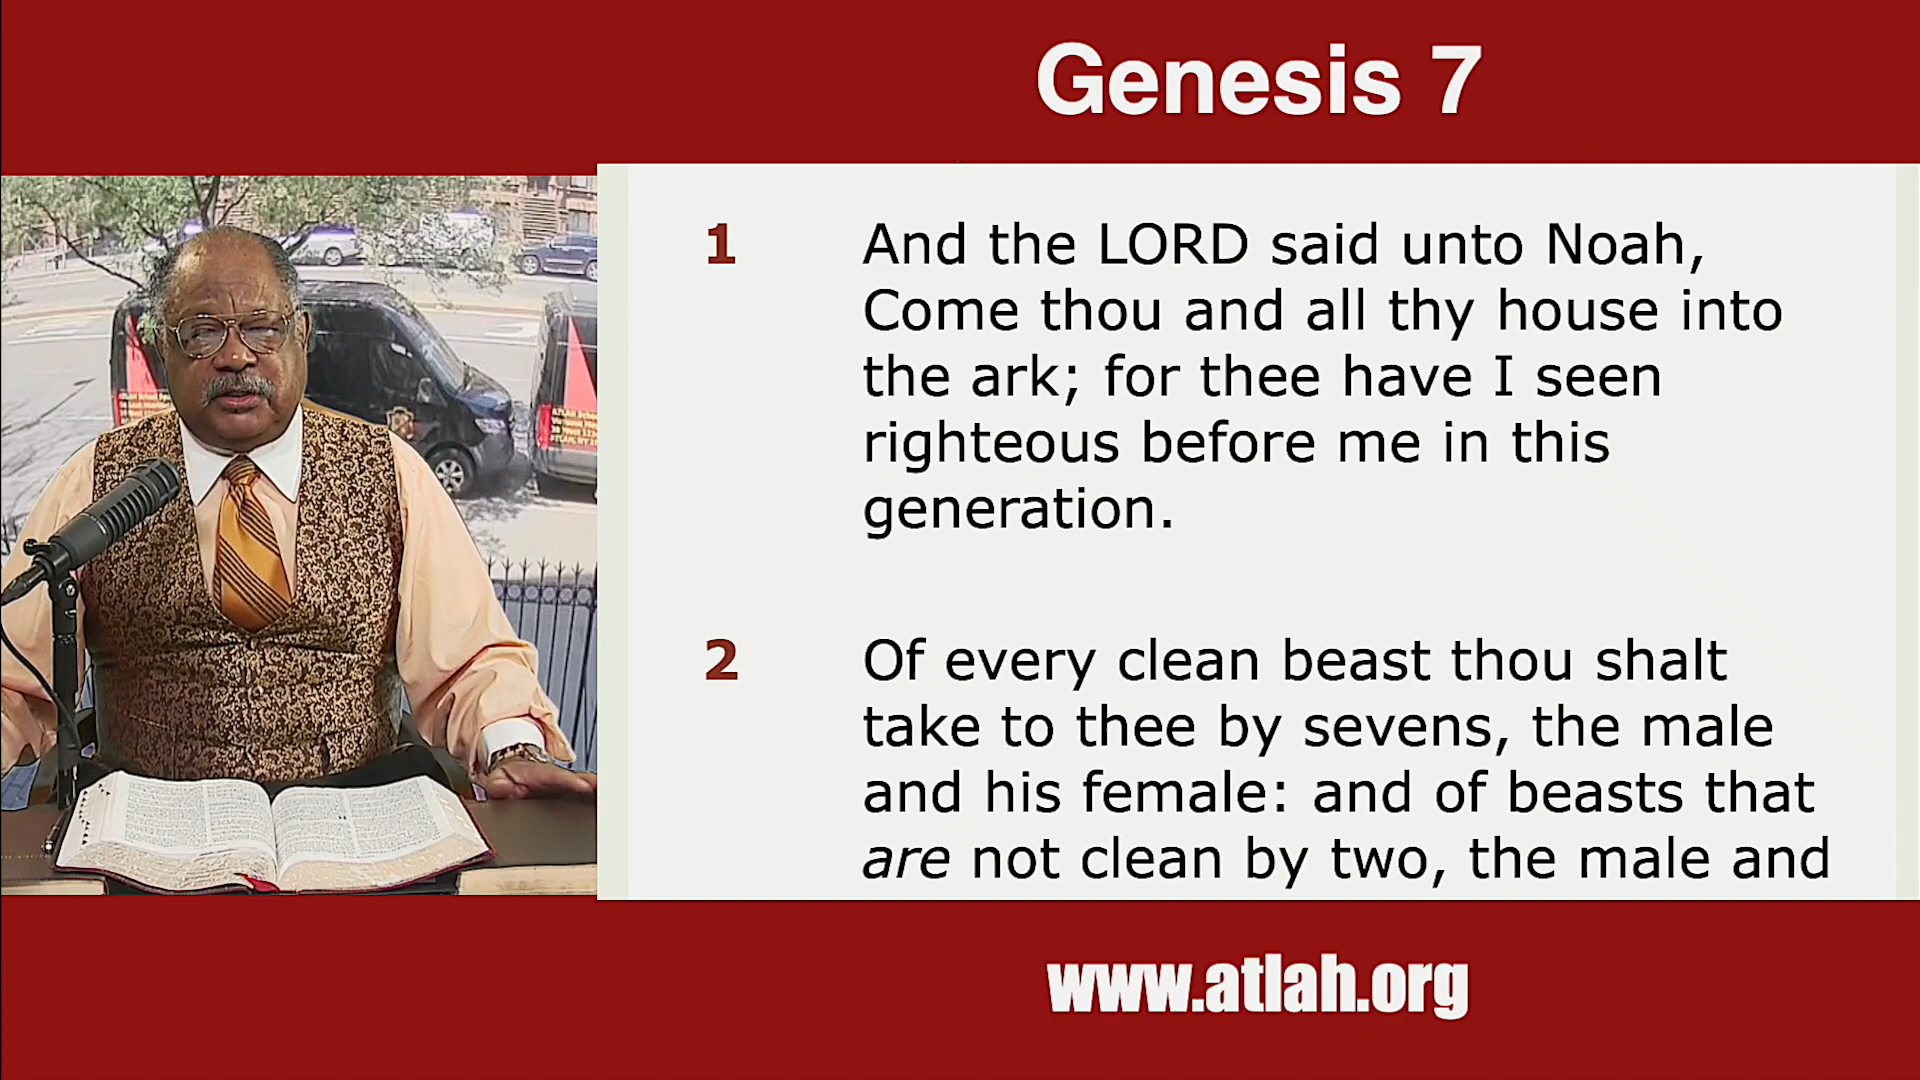 Genesis 7
1 And the LORD said unto Noah,
Come thou and all thy house into
the ark; for thee have I seen
righteous before me in this
generation.
2 Of every clean beast thou shalt
take to thee by sevens, the male
and his female: and of beasts that
are not clean by two, the male and
www.atlah.org